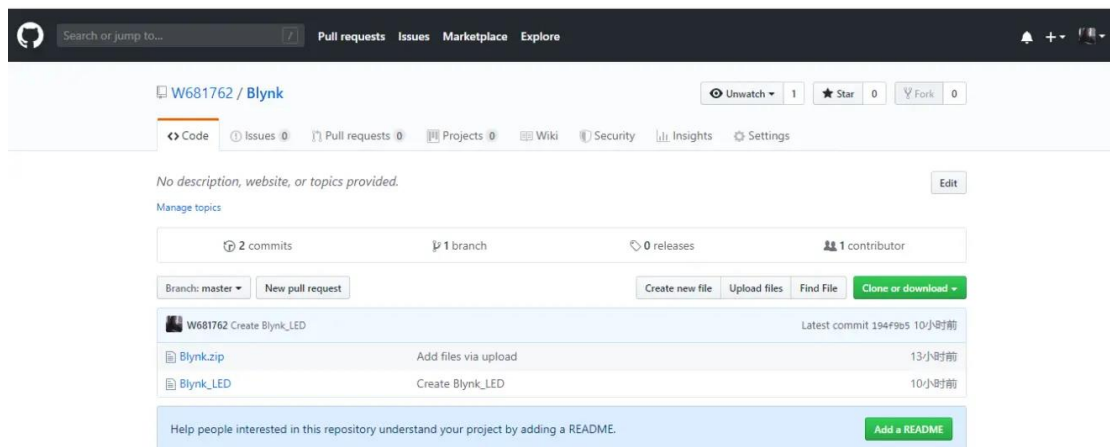 Search or jump to... / Pull requests Issues Marketplace Explore
W681762 / Blynk Unwatch 1 Star 0 Fork 0
Code Issues 0 Pull requests 0 Projects 0 Wiki Security Insights Settings
No description, website, or topics provided. Edit
Manage topics
2 commits 1 branch 0 releases 1 contributor
Branch: master New pull request Create new file Upload files Find File Clone or download
W681762 Create Blynk_LED Latest commit 194f9b5 10小时前
Blynk.zip Add files via upload 13小时前
Blynk_LED Create Blynk_LED 10小时前
Help people interested in this repository understand your project by adding a README. Add a README